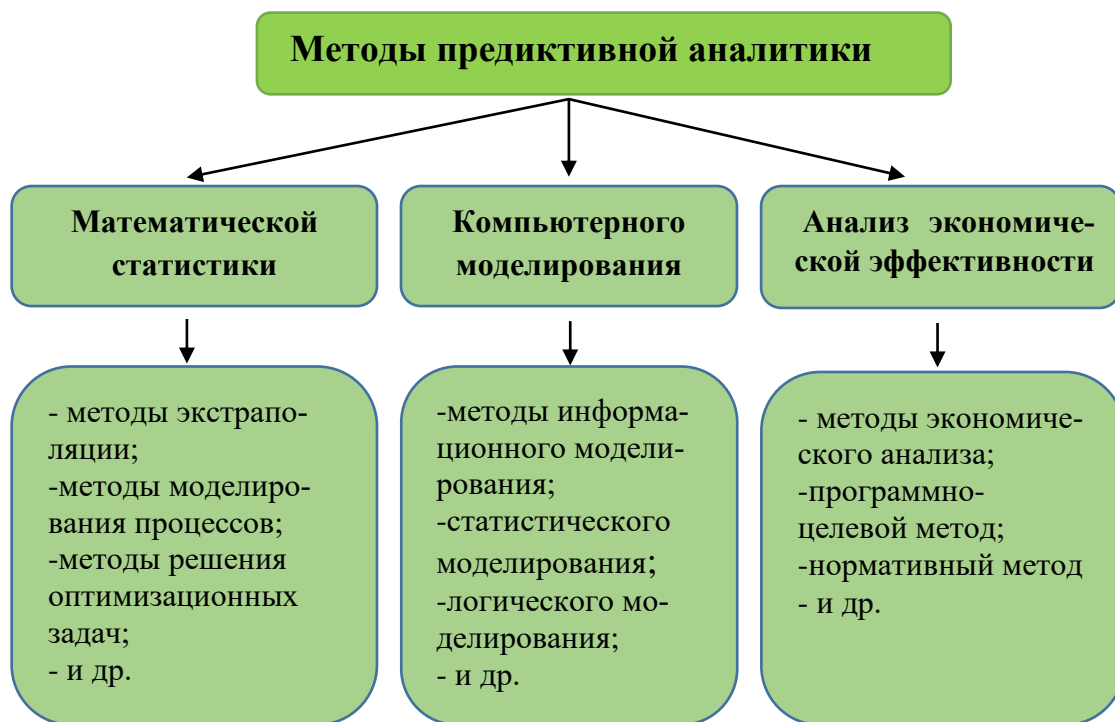 Методы предиктивной аналитики
Математической
статистики
Компьютерного
моделирования
Анализ экономиче-
ской эффективности
- методы экстрапо-
ляции;
-методы моделиро-
вания процессов;
-методы решения
оптимизационных
задач;
- и др.
-методы информа-
ционного модели-
рования;
-статистического
моделирования;
-логического мо-
делирования;
- и др.
- методы экономиче-
ского анализа;
-программно-
целевой метод;
-нормативный метод
- и др.